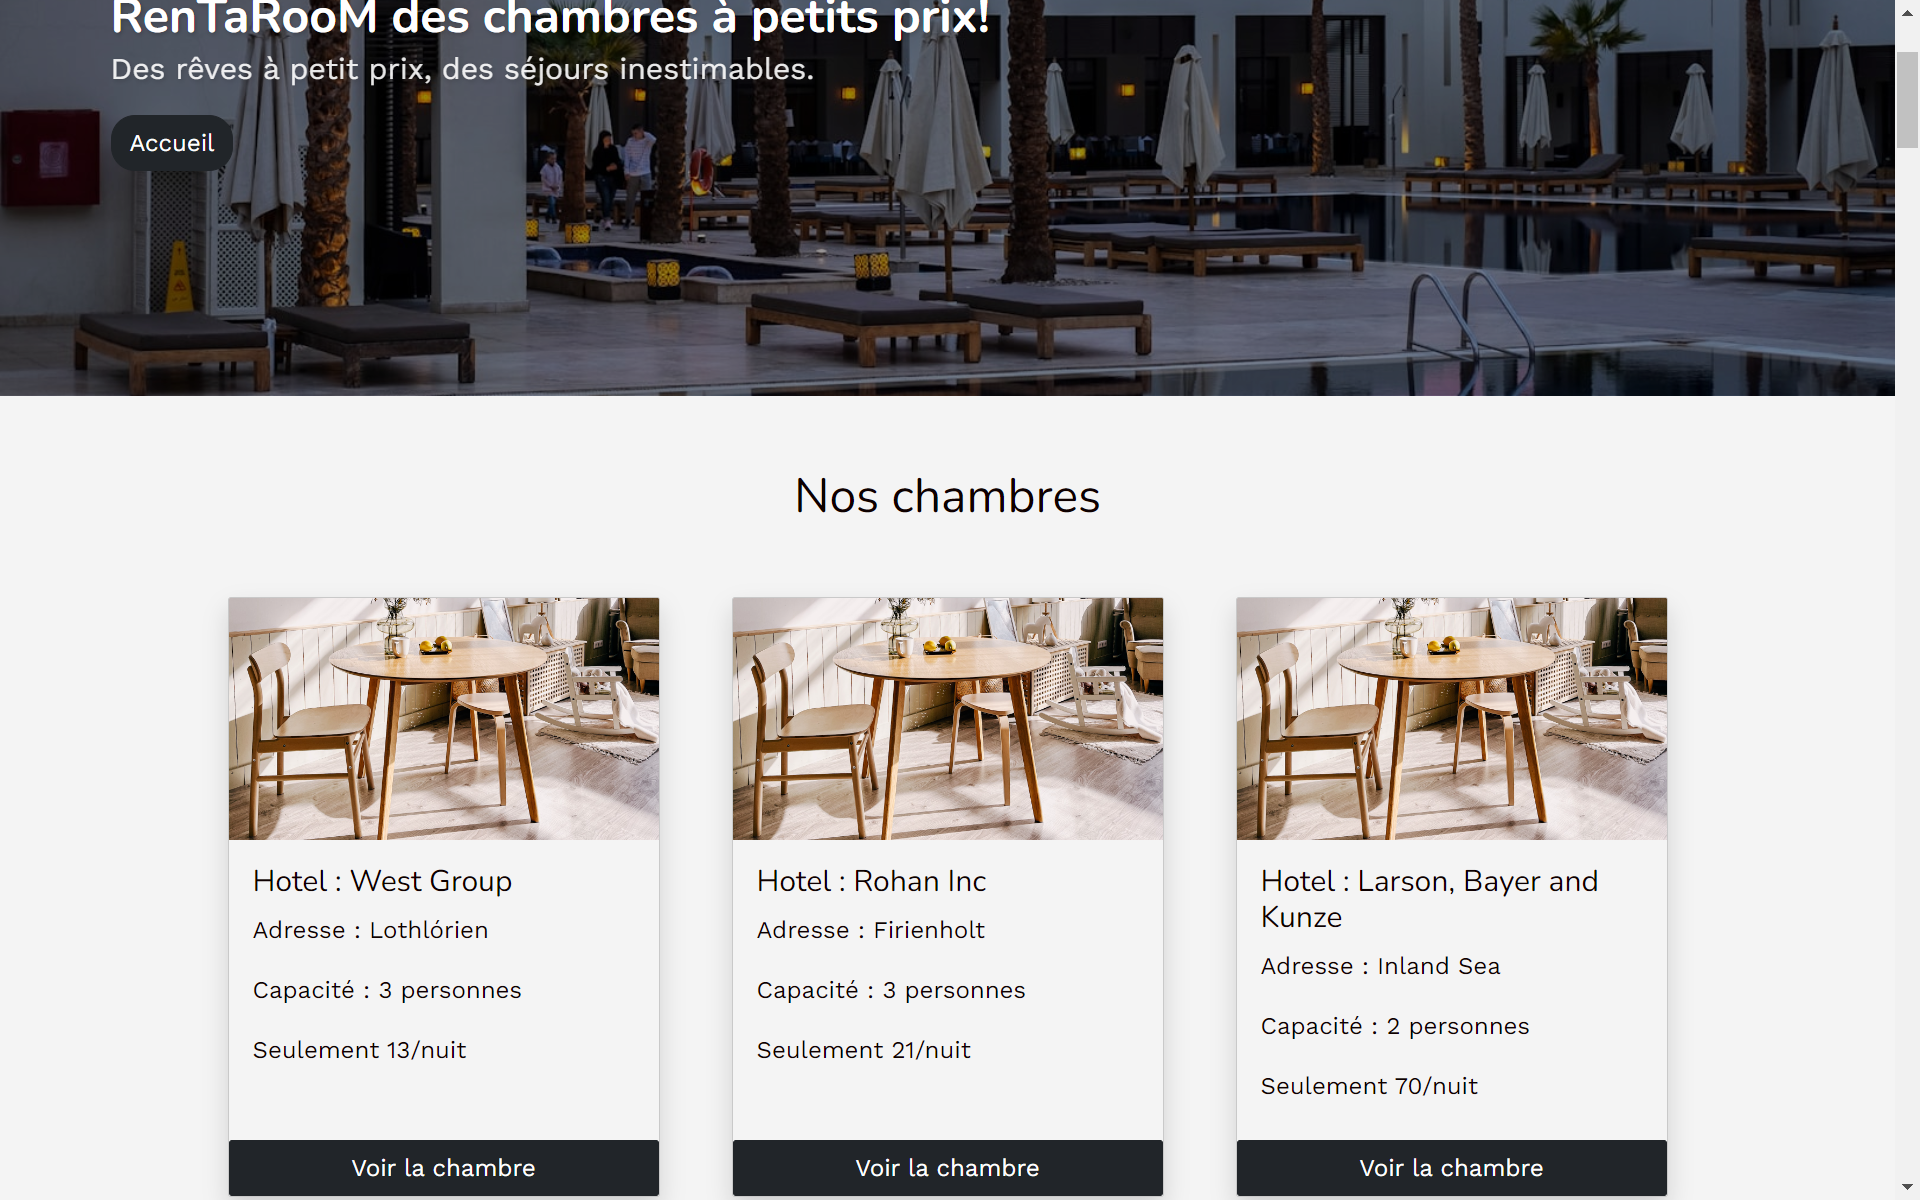 RenTaRooM des chambres à petits prix!
Des rêves à petit prix, des séjours inestimables.
Accueil
Nos chambres
Hotel : West Group
Adresse : Lothlórien
Capacité : 3 personnes
Seulement 13/nuit
Voir la chambre
Hotel : Rohan Inc
Adresse : Firienholt
Capacité : 3 personnes
Seulement 21/nuit
Voir la chambre
Hotel : Larson, Bayer and
Kunze
Adresse : Inland Sea
Capacité : 2 personnes
Seulement 70/nuit
Voir la chambre